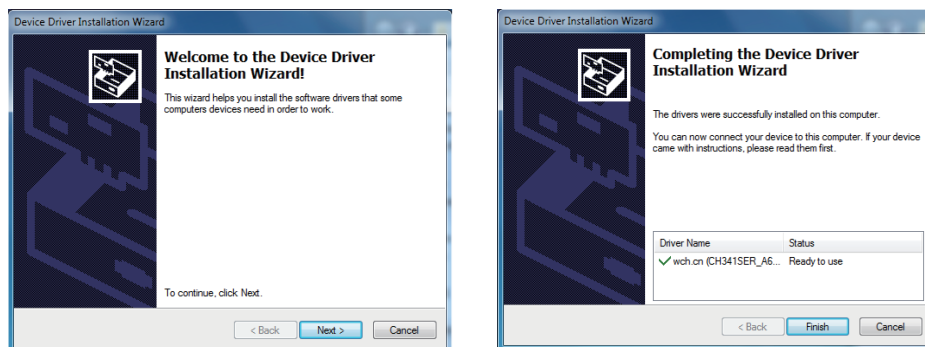 Device Driver Installation Wizard
Welcome to the Device Driver
Installation Wizard!
This wizard helps you install the software drivers that some
computers devices need in order to work.
To continue, click Next.
< Back
Next >
Cancel
Device Driver Installation Wizard
Completing the Device Driver
Installation Wizard
The drivers were successfully installed on this computer.
You can now connect your device to this computer. If your device
came with instructions, please read them first.
Driver Name Status
wch.cn (CH341SER_A6... Ready to use
< Back
Finish
Cancel